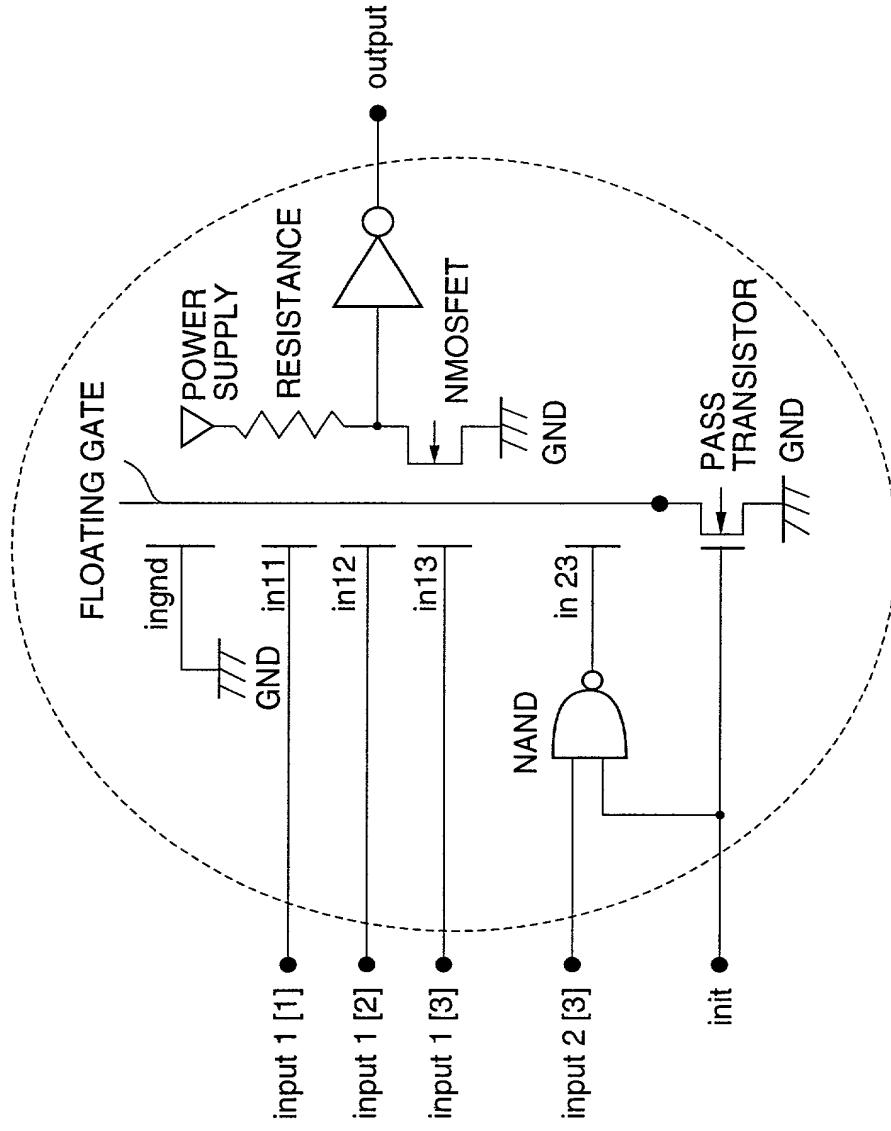 FLOATING GATE
POWER
SUPPLY
RESISTANCE
output
ingnd
GND
NMOSFET
GND
input 1 [1]
in11
input 1 [2]
in12
input 1 [3]
in13
NAND
input 2 [3]
in 23
init
PASS
TRANSISTOR
GND